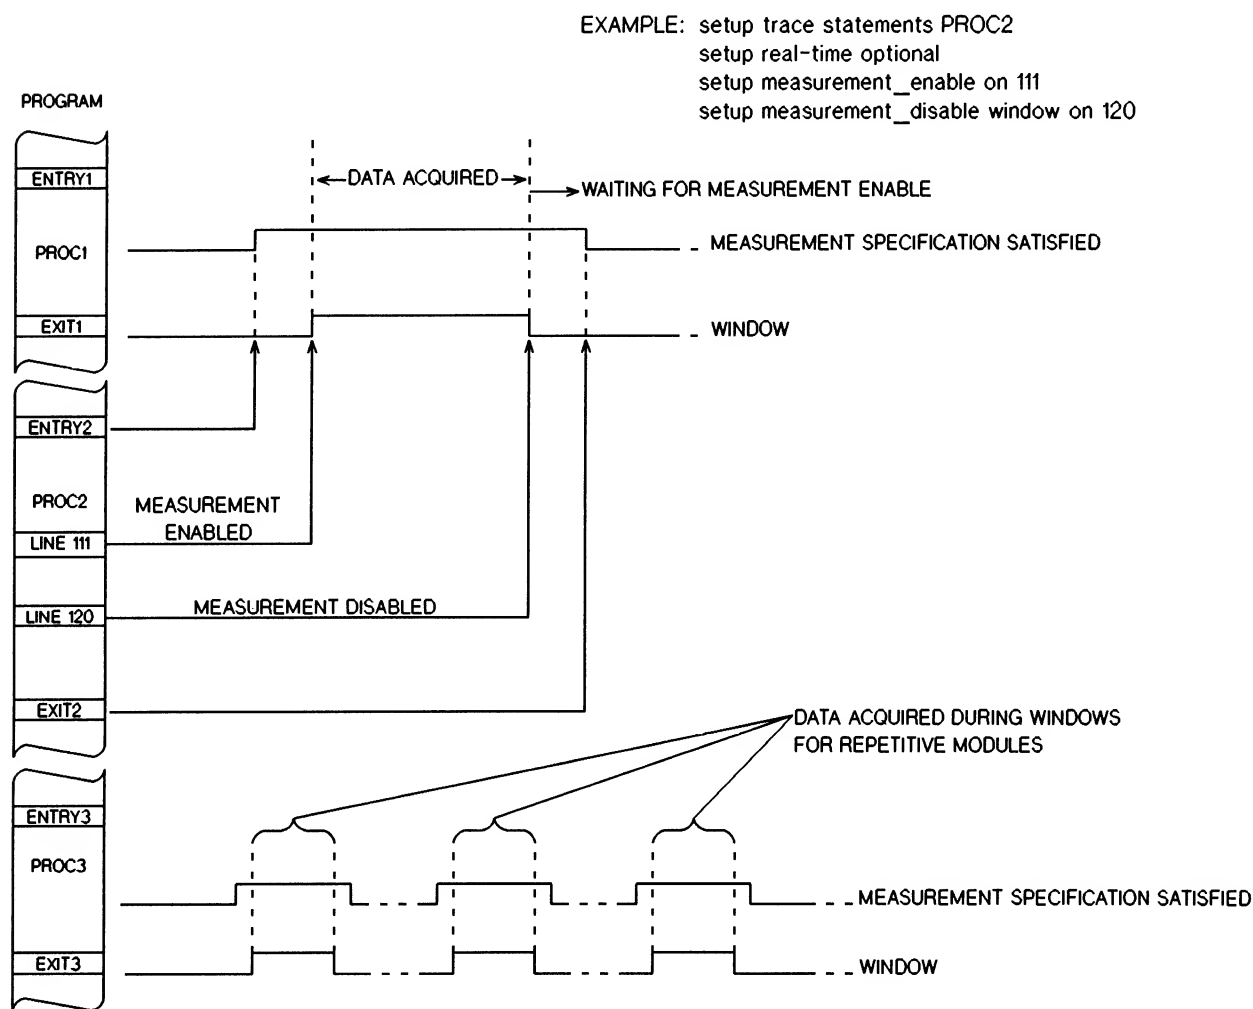 EXAMPLE: setup trace statements PROC2
setup real-time optional
setup measurement_enable on 111
setup measurement_disable window on 120
PROGRAM
ENTRY1
DATA ACQUIRED
WAITING FOR MEASUREMENT ENABLE
PROC1
MEASUREMENT SPECIFICATION SATISFIED
EXIT1
WINDOW
ENTRY2
PROC2
MEASUREMENT
ENABLED
LINE 111
MEASUREMENT DISABLED
LINE 120
EXIT2
DATA ACQUIRED DURING WINDOWS
FOR REPETITIVE MODULES
ENTRY3
PROC3
MEASUREMENT SPECIFICATION SATISFIED
EXIT3
WINDOW